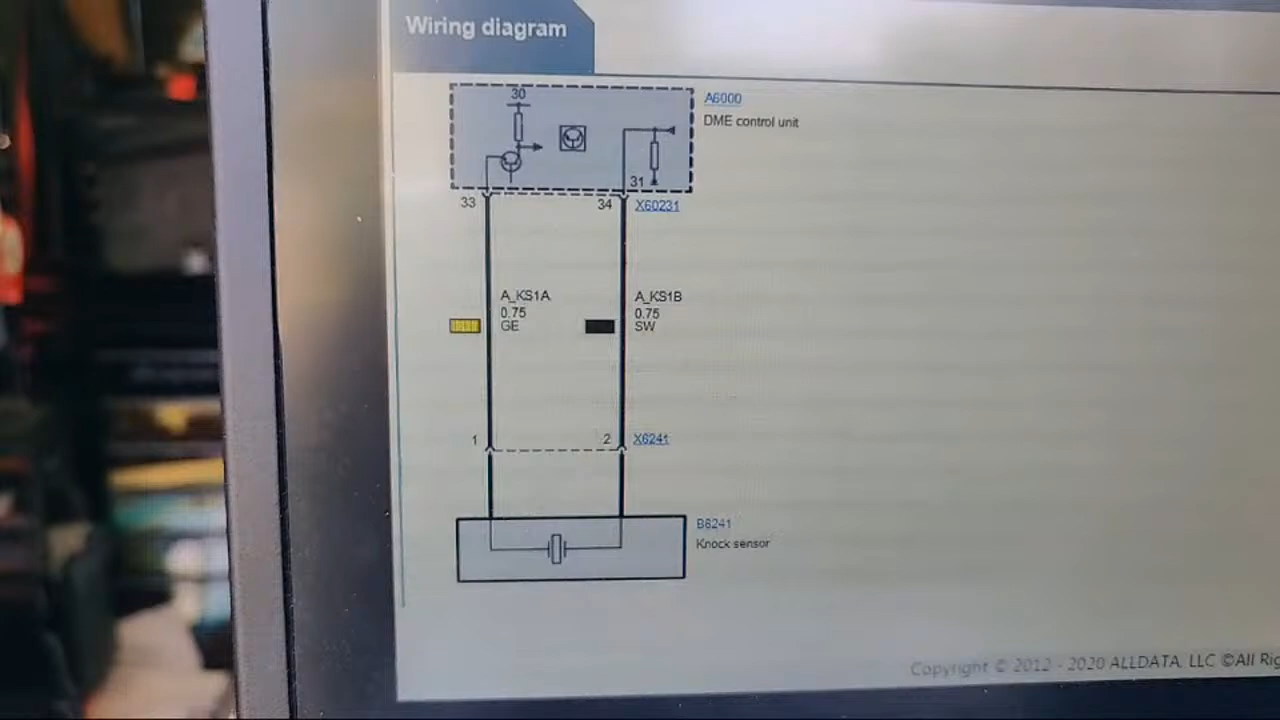 Wiring diagram
30
A6000
DME control unit
31
33
34
X60231
A_KS1A
0.75
GE
A_KS1B
0.75
SW
1
2
X6241
B6241
Knock sensor
Copyright © 2012 - 2020 ALLDATA, LLC ©All Rig